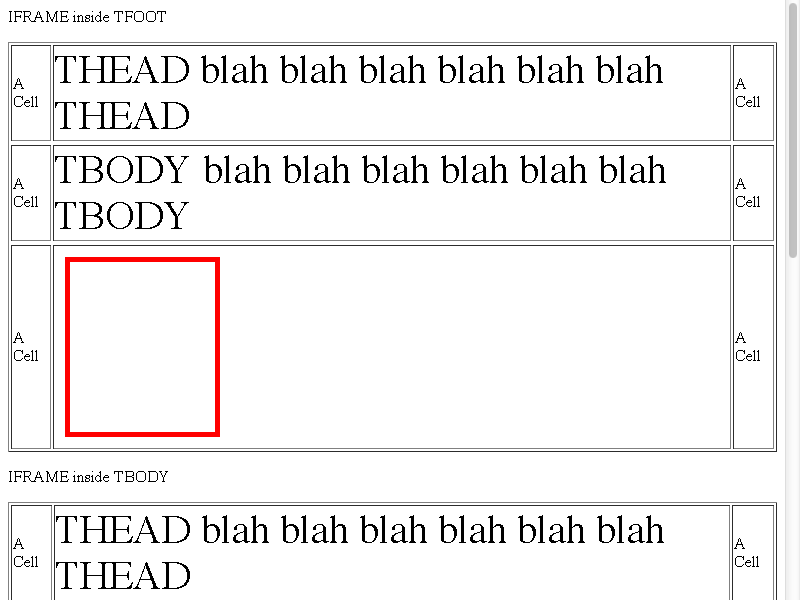 IFRAME inside TFOOT
A Cell
THEAD blah blah blah blah blah blah
THEAD
A Cell
A Cell
TBODY blah blah blah blah blah blah
TBODY
A Cell
A Cell
A Cell
IFRAME inside TBODY
A Cell
THEAD blah blah blah blah blah blah
THEAD
A Cell